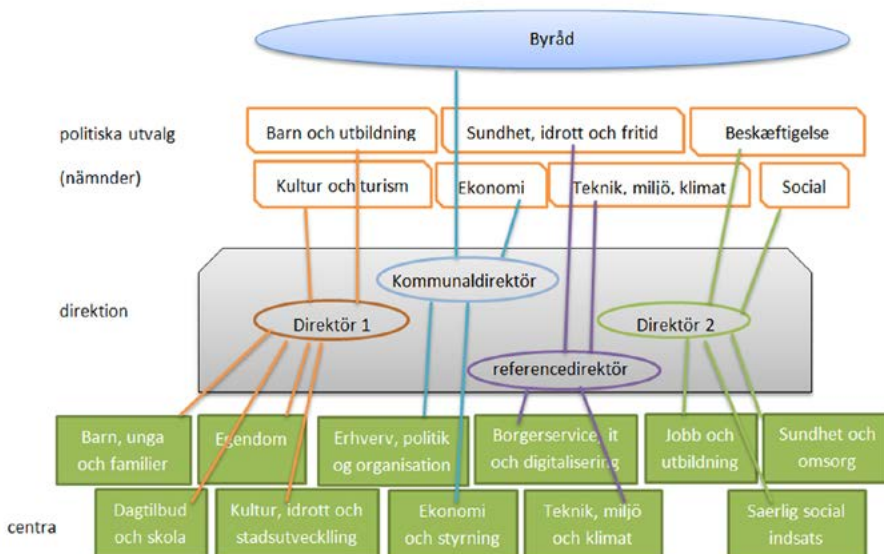 Byråd
politiska utvalg
(nämnder)
Barn och utbildning
Sundhet, idrott och fritid
Beskæftigelse
Kultur och turism
Ekonomi
Teknik, miljö, klimat
Social
direktion
Kommunaldirektör
Direktör 1
Direktör 2
referencedirektör
Barn, unga
och familier
Egendom
Erhverv, politik
og organisation
Borgerservice, it
och digitalisering
Jobb och
utbildning
Sundhet och
omsorg
centra
Dagtilbud
och skola
Kultur, idrott och
stadsutvecklling
Ekonomi
och styrning
Teknik, miljö
och klimat
Saerlig social
indsats